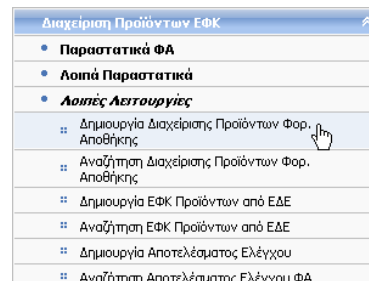 Διαχείριση Προϊόντων ΕΦΚ
Παραστατικά ΦΑ
Λοιπά Παραστατικά
Λοιπές Λειτουργίες
Δημιουργία Διαχείρισης Προϊόντων Φορ.
Αποθήκης
Αναζήτηση Διαχείρισης Προϊόντων Φορ.
Αποθήκης
Δημιουργία ΕΦΚ Προϊόντων από ΕΔΕ
Αναζήτηση ΕΦΚ Προϊόντων από ΕΔΕ
Δημιουργία Αποτελέσματος Ελέγχου
Αναζήτηση Αποτελέσματος Ελέγχου ΦΑ